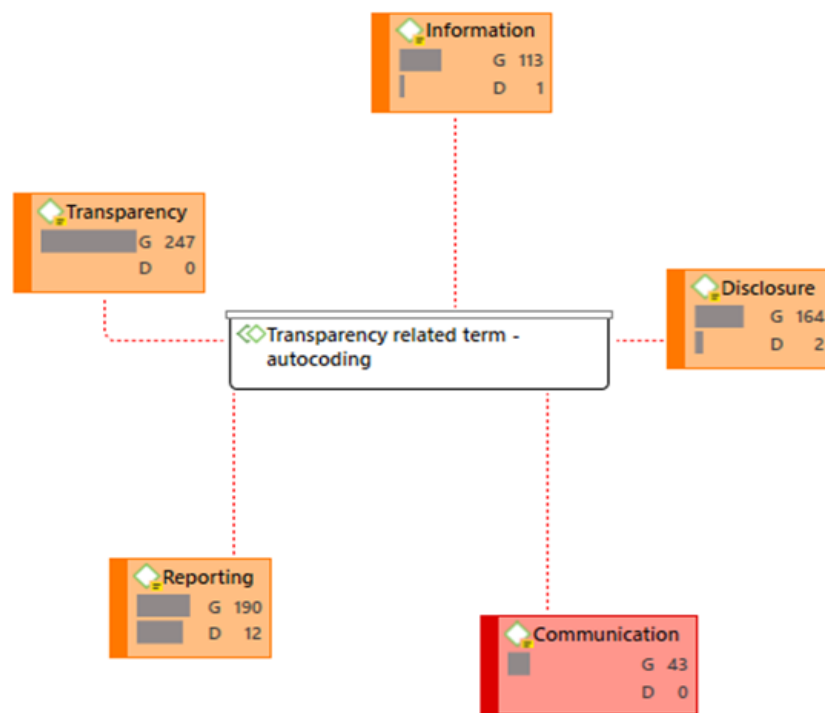 Information
G 113
D 1
Transparency
G 247
D 0
Disclosure
G 164
D 2
Transparency related term -
autocoding
Reporting
G 190
D 12
Communication
G 43
D 0